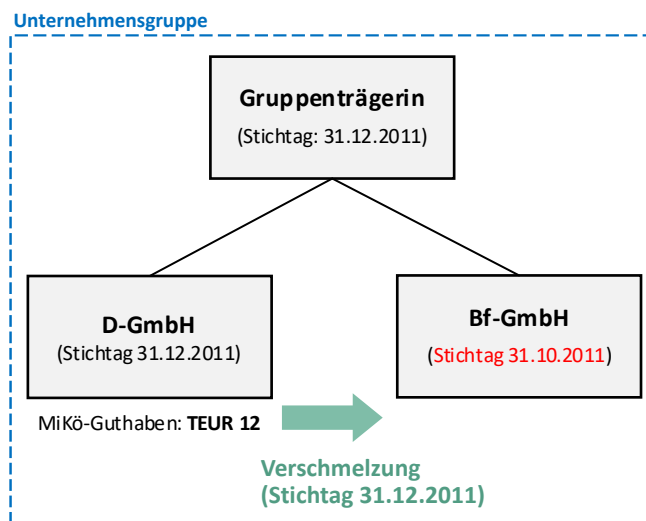 Unternehmensgruppe
Gruppenträgerin
(Stichtag: 31.12.2011)
D-GmbH
(Stichtag 31.12.2011)
Bf-GmbH
(Stichtag 31.10.2011)
MiKö-Guthaben: TEUR 12
Verschmelzung
(Stichtag 31.12.2011)